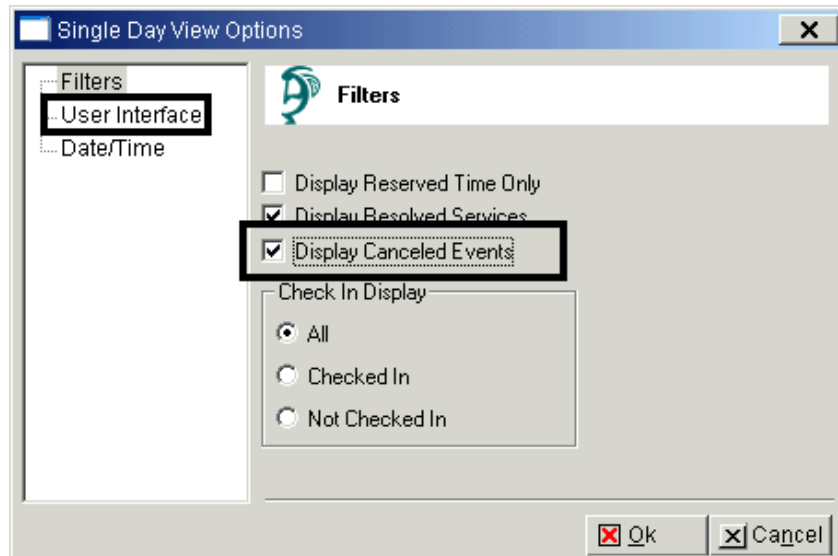 Single Day View Options
Filters
User Interface
Date/Time
Filters
Display Reserved Time Only
Display Resolved Services
Display Canceled Events
Check In Display
All
Checked In
Not Checked In
Ok
Cancel